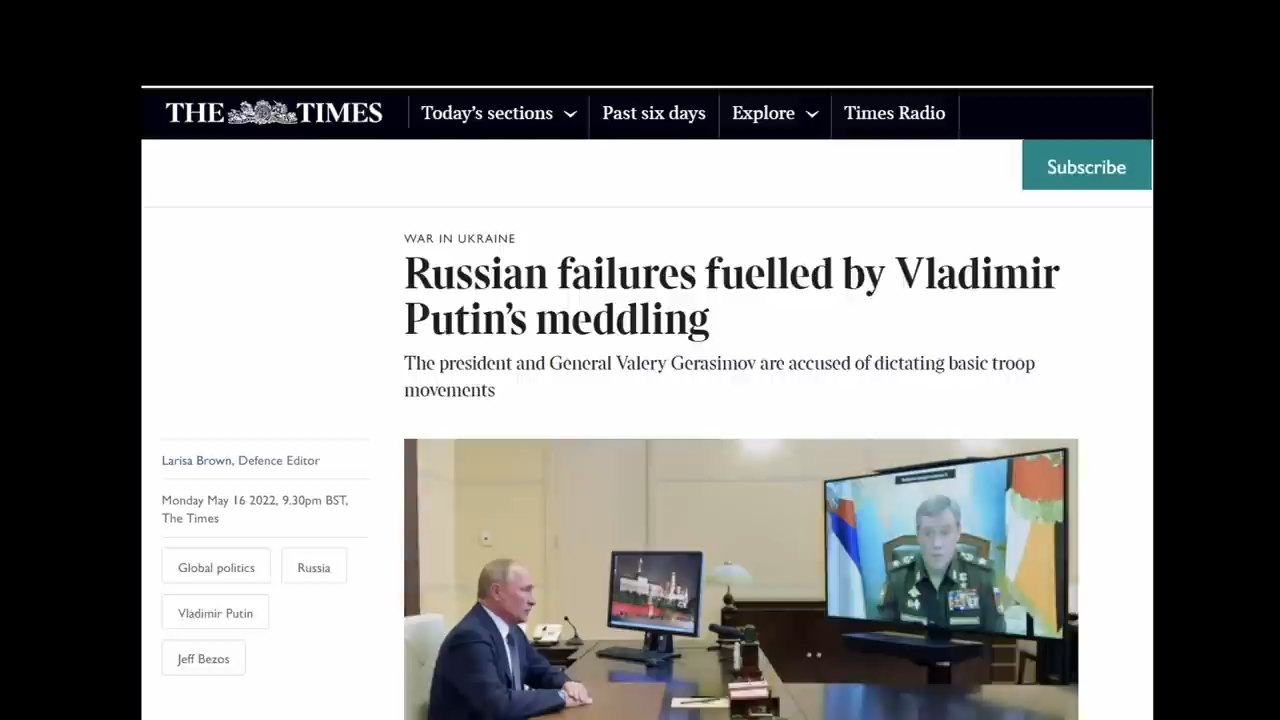 THE TIMES
Today's sections
Past six days
Explore
Times Radio
Subscribe
WAR IN UKRAINE
Russian failures fuelled by Vladimir
Putin's meddling
The president and General Valery Gerasimov are accused of dictating basic troop
movements
Larisa Brown, Defence Editor
Monday May 16 2022, 9.30pm BST,
The Times
Global politics
Russia
Vladimir Putin
Jeff Bezos